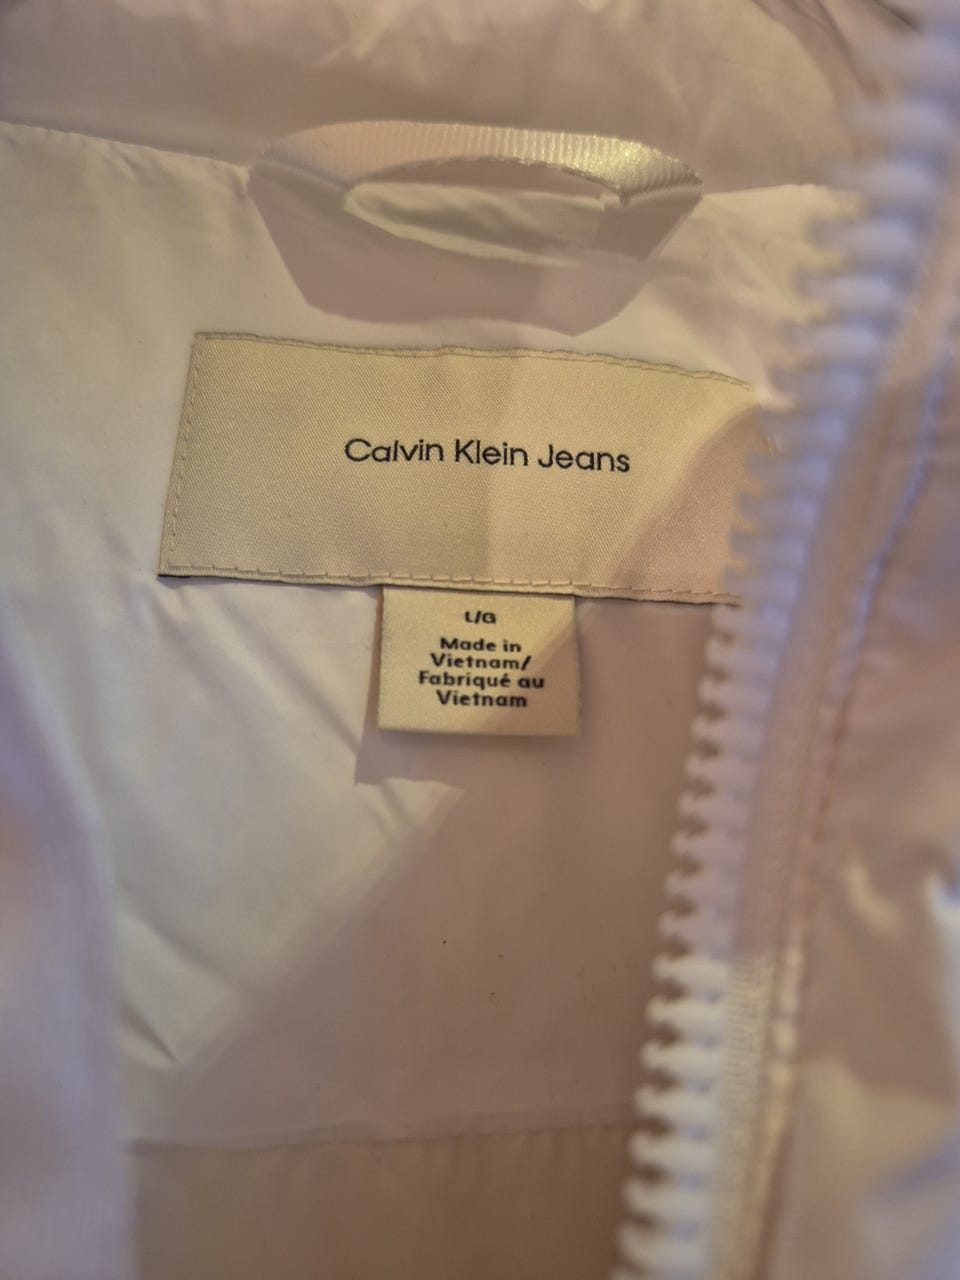 Calvin Klein Jeans
L/G
Made in
Vietnam/
Fabriqué au
Vietnam